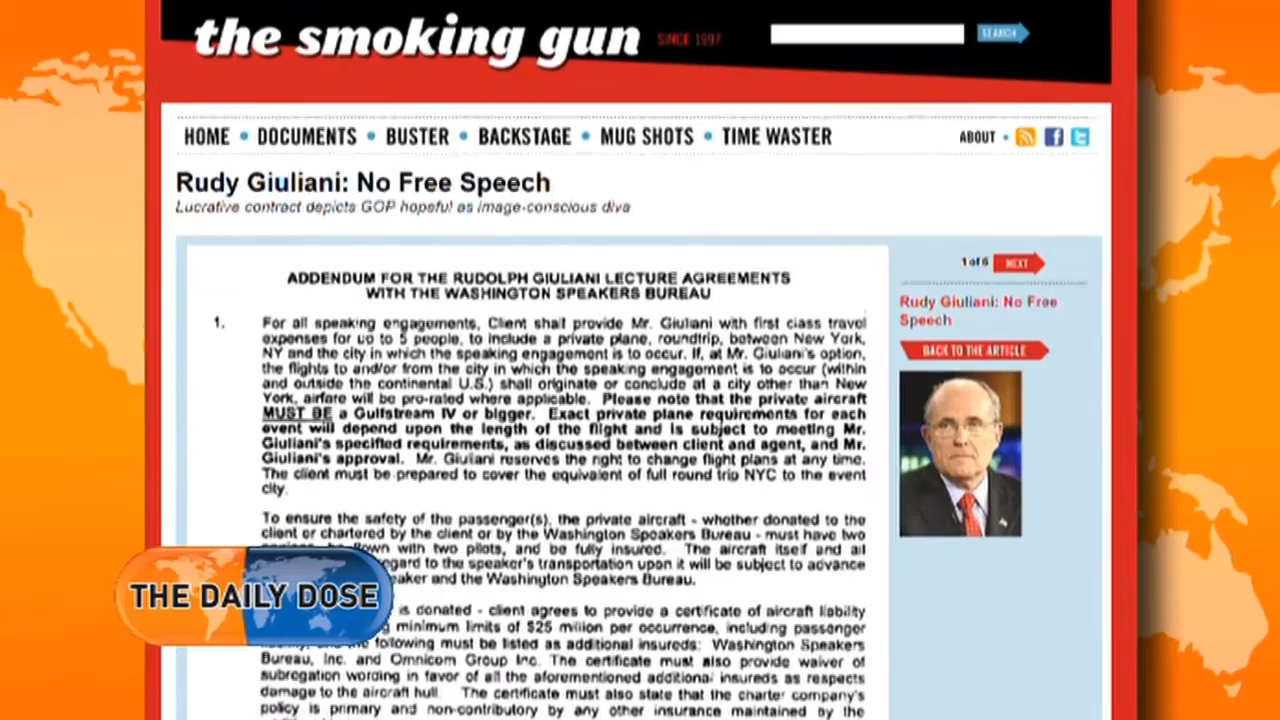 the smoking gun SINCE 1997 SEARCH
HOME • DOCUMENTS • BUSTER • BACKSTAGE • MUG SHOTS • TIME WASTER ABOUT •
Rudy Giuliani: No Free Speech
Lucrative contract depicts GOP hopeful as image-conscious diva
ADDENDUM FOR THE RUDOLPH GIULIANI LECTURE AGREEMENTS
WITH THE WASHINGTON SPEAKERS BUREAU
1. For all speaking engagements, Client shall provide Mr. Giuliani with first class travel
expenses for up to 5 people, to include a private plane, roundtrip, between New York,
NY and the city in which the speaking engagement is to occur. If, at Mr. Giuliani's option,
the flights to and/or from the city in which the speaking engagement is to occur (within
and outside the continental U.S.) shall originate or conclude at a city other than New
York, airfare will be pro-rated where applicable. Please note that the private aircraft
MUST BE a Gulfstream IV or bigger. Exact private plane requirements for each
event will depend upon the length of the flight and is subject to meeting Mr.
Giuliani's specified requirements, as discussed between client and agent, and Mr.
Giuliani's approval. Mr. Giuliani reserves the right to change flight plans at any time.
The client must be prepared to cover the equivalent of full round trip NYC to the event
city.
To ensure the safety of the passenger(s), the private aircraft - whether donated to the
client or chartered by the client or by the Washington Speakers Bureau - must have two
flown with two pilots, and be fully insured. The aircraft itself and all
regard to the speaker's transportation upon it will be subject to advance
speaker and the Washington Speakers Bureau.
is donated - client agrees to provide a certificate of aircraft liability
minimum limits of $25 million per occurrence, including passenger
following must be listed as additional insureds: Washington Speakers
Bureau, Inc. and Omnicom Group Inc. The certificate must also provide waiver of
subrogation wording in favor of all the aforementioned additional insureds as respects
damage to the aircraft hull. The certificate must also state that the charter company's
policy is primary and non-contributory by any other insurance maintained by the
1 of 6 NEXT
Rudy Giuliani: No Free
Speech
BACK TO THE ARTICLE
THE DAILY DOSE